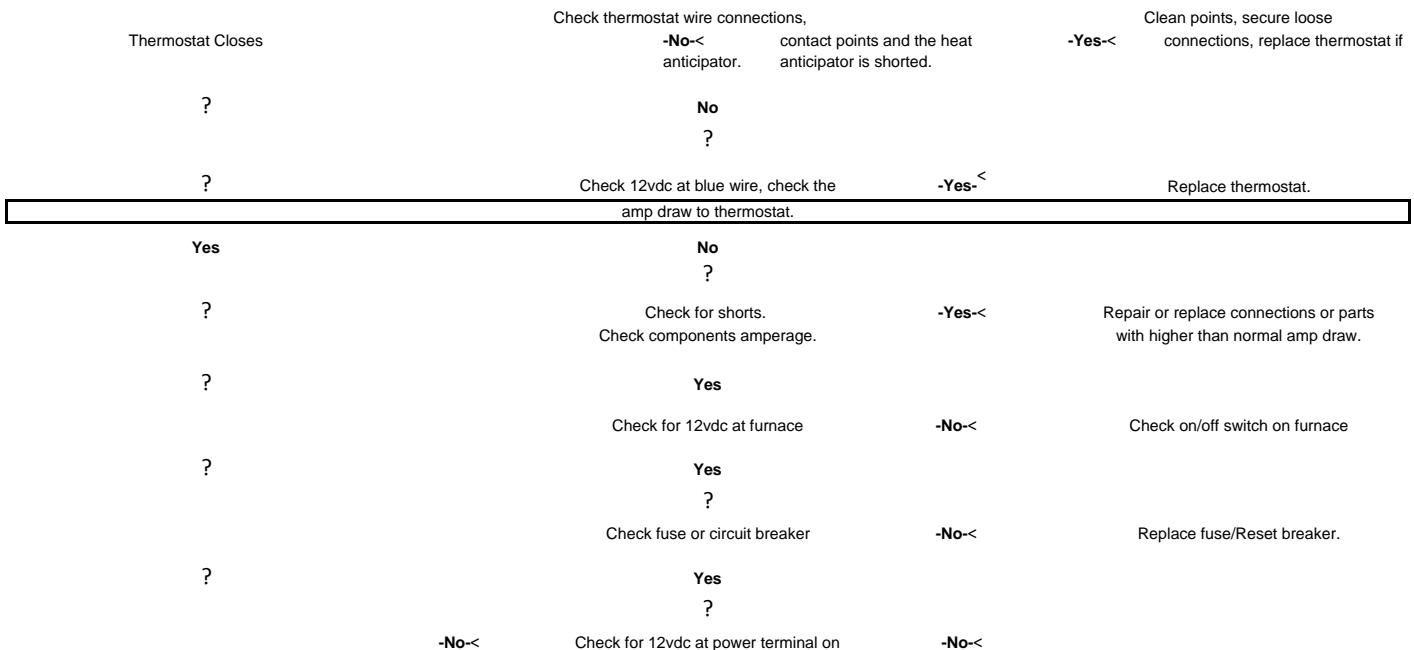 Check thermostat wire connections, Clean points, secure loose
Thermostat Closes -No-< contact points and the heat -Yes-< connections, replace thermostat if
anticipator. anticipator is shorted.
? No
?
? Check 12vdc at blue wire, check the -Yes-< Replace thermostat.
amp draw to thermostat.
Yes No
?
? Check for shorts. -Yes-< Repair or replace connections or parts
Check components amperage. with higher than normal amp draw.
? Yes
Check for 12vdc at furnace -No-< Check on/off switch on furnace
? Yes
?
Check fuse or circuit breaker -No-< Replace fuse/Reset breaker.
? Yes
?
-No-< Check for 12vdc at power terminal on -No-<